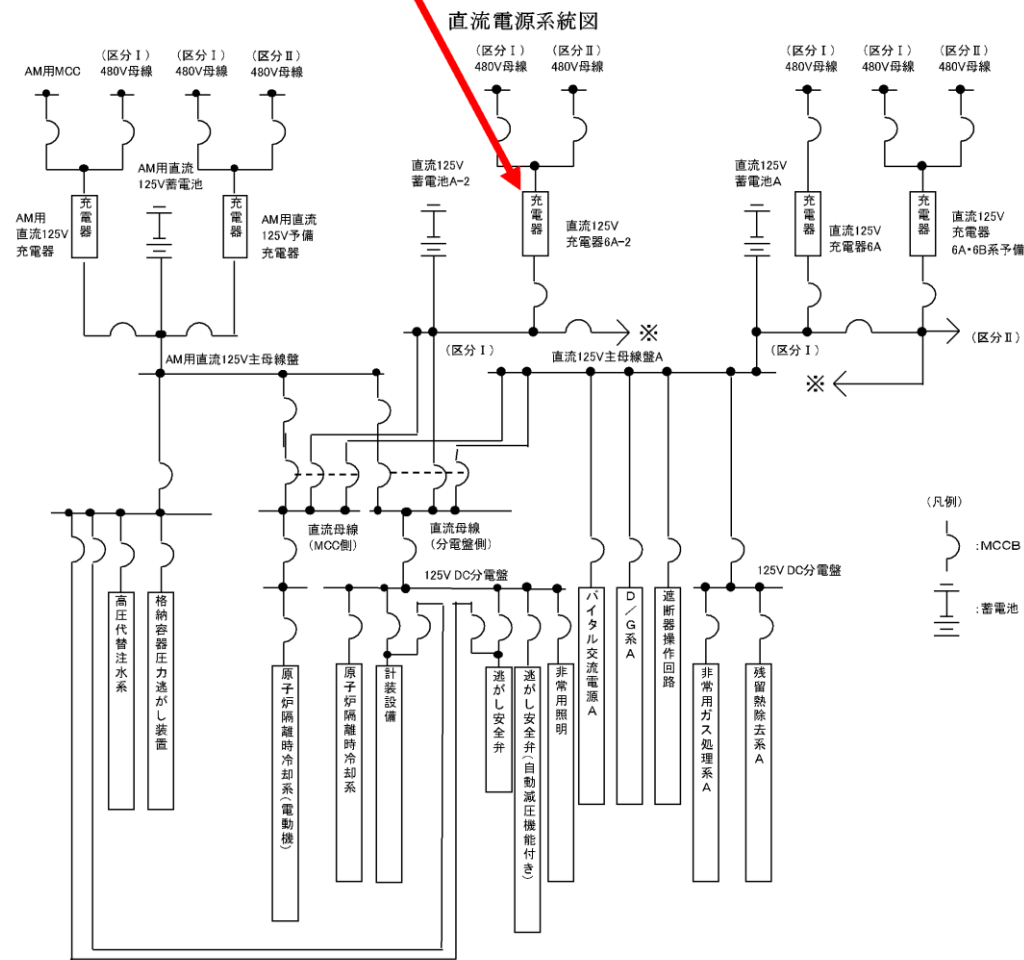 直流電源系統図
AM用MCC
(区分Ⅰ)
480V母線
(区分Ⅰ)
480V母線
(区分Ⅱ)
480V母線
(区分Ⅰ)
480V母線
(区分Ⅱ)
480V母線
(区分Ⅰ)
480V母線
(区分Ⅰ)
480V母線
(区分Ⅱ)
480V母線
AM用
直流125V
充電器
充電器
AM用直流
125V蓄電池
充電器
AM用直流
125V予備
充電器
直流125V
蓄電池A-2
充電器
直流125V
充電器6A-2
直流125V
蓄電池A
充電器
直流125V
充電器6A
充電器
直流125V
充電器
6A・6B系予備
※
(区分Ⅱ)
(区分Ⅰ)
(区分Ⅰ)
AM用直流125V主母線盤
直流125V主母線盤A
※
直流母線
(MCC側)
直流母線
(分電盤側)
125V DC分電盤
125V DC分電盤
(凡例)
:MCCB
:蓄電池
高圧代替注水系
格納容器圧力逃がし装置
原子炉隔離時冷却系(電動機)
原子炉隔離時冷却系
計装設備
逃がし安全弁
逃がし安全弁(自動減圧機能付き)
非常用照明
バイタル交流電源A
D/G系A
遮断器操作回路
非常用ガス処理系A
残留熱除去系A